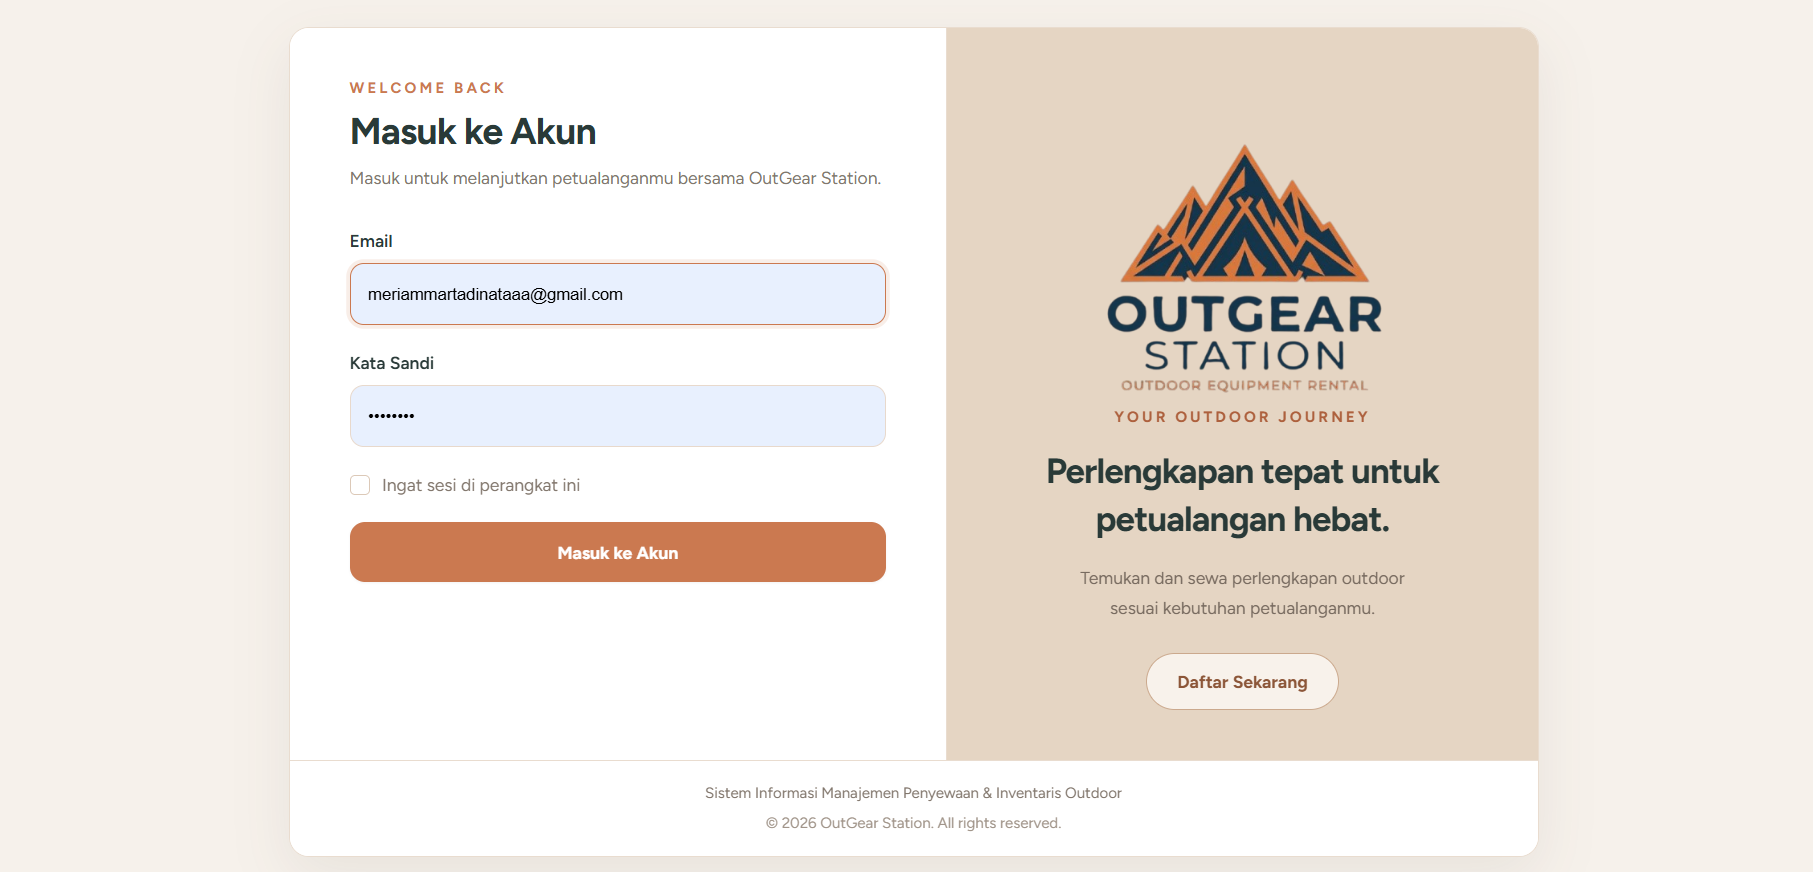 WELCOME BACK
Masuk ke Akun
Masuk untuk melanjutkan petualanganmu bersama OutGear Station.
Email
meriammartadinataaa@gmail.com
Kata Sandi
••••••••
Ingat sesi di perangkat ini
Masuk ke Akun
OUTGEAR
STATION
OUTDOOR EQUIPMENT RENTAL
YOUR OUTDOOR JOURNEY
Perlengkapan tepat untuk
petualangan hebat.
Temukan dan sewa perlengkapan outdoor
sesuai kebutuhan petualanganmu.
Daftar Sekarang
Sistem Informasi Manajemen Penyewaan & Inventaris Outdoor
© 2026 OutGear Station. All rights reserved.